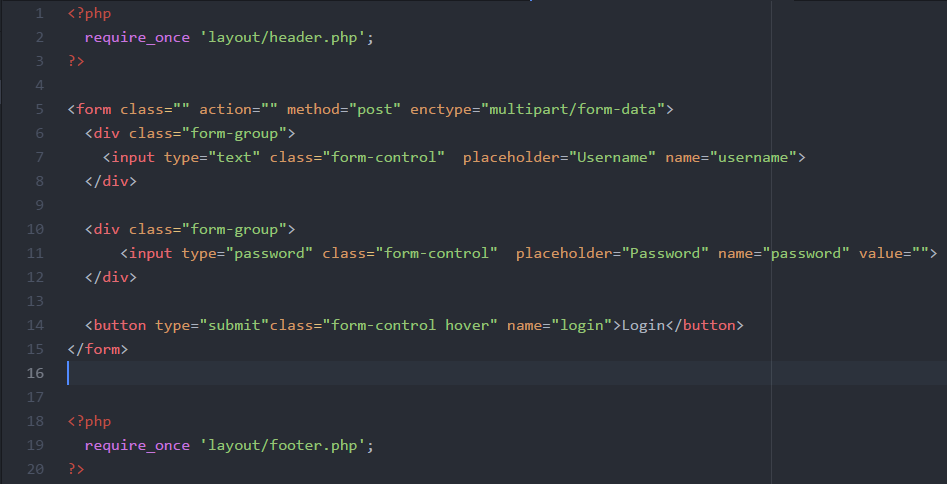 1 <?php
2   require_once 'layout/header.php';
3 ?>
4
5 <form class="" action="" method="post" enctype="multipart/form-data">
6   <div class="form-group">
7     <input type="text" class="form-control"  placeholder="Username" name="username">
8   </div>
9
10   <div class="form-group">
11       <input type="password" class="form-control"  placeholder="Password" name="password" value="">
12   </div>
13
14   <button type="submit"class="form-control hover" name="login">Login</button>
15 </form>
16
17
18 <?php
19   require_once 'layout/footer.php';
20 ?>